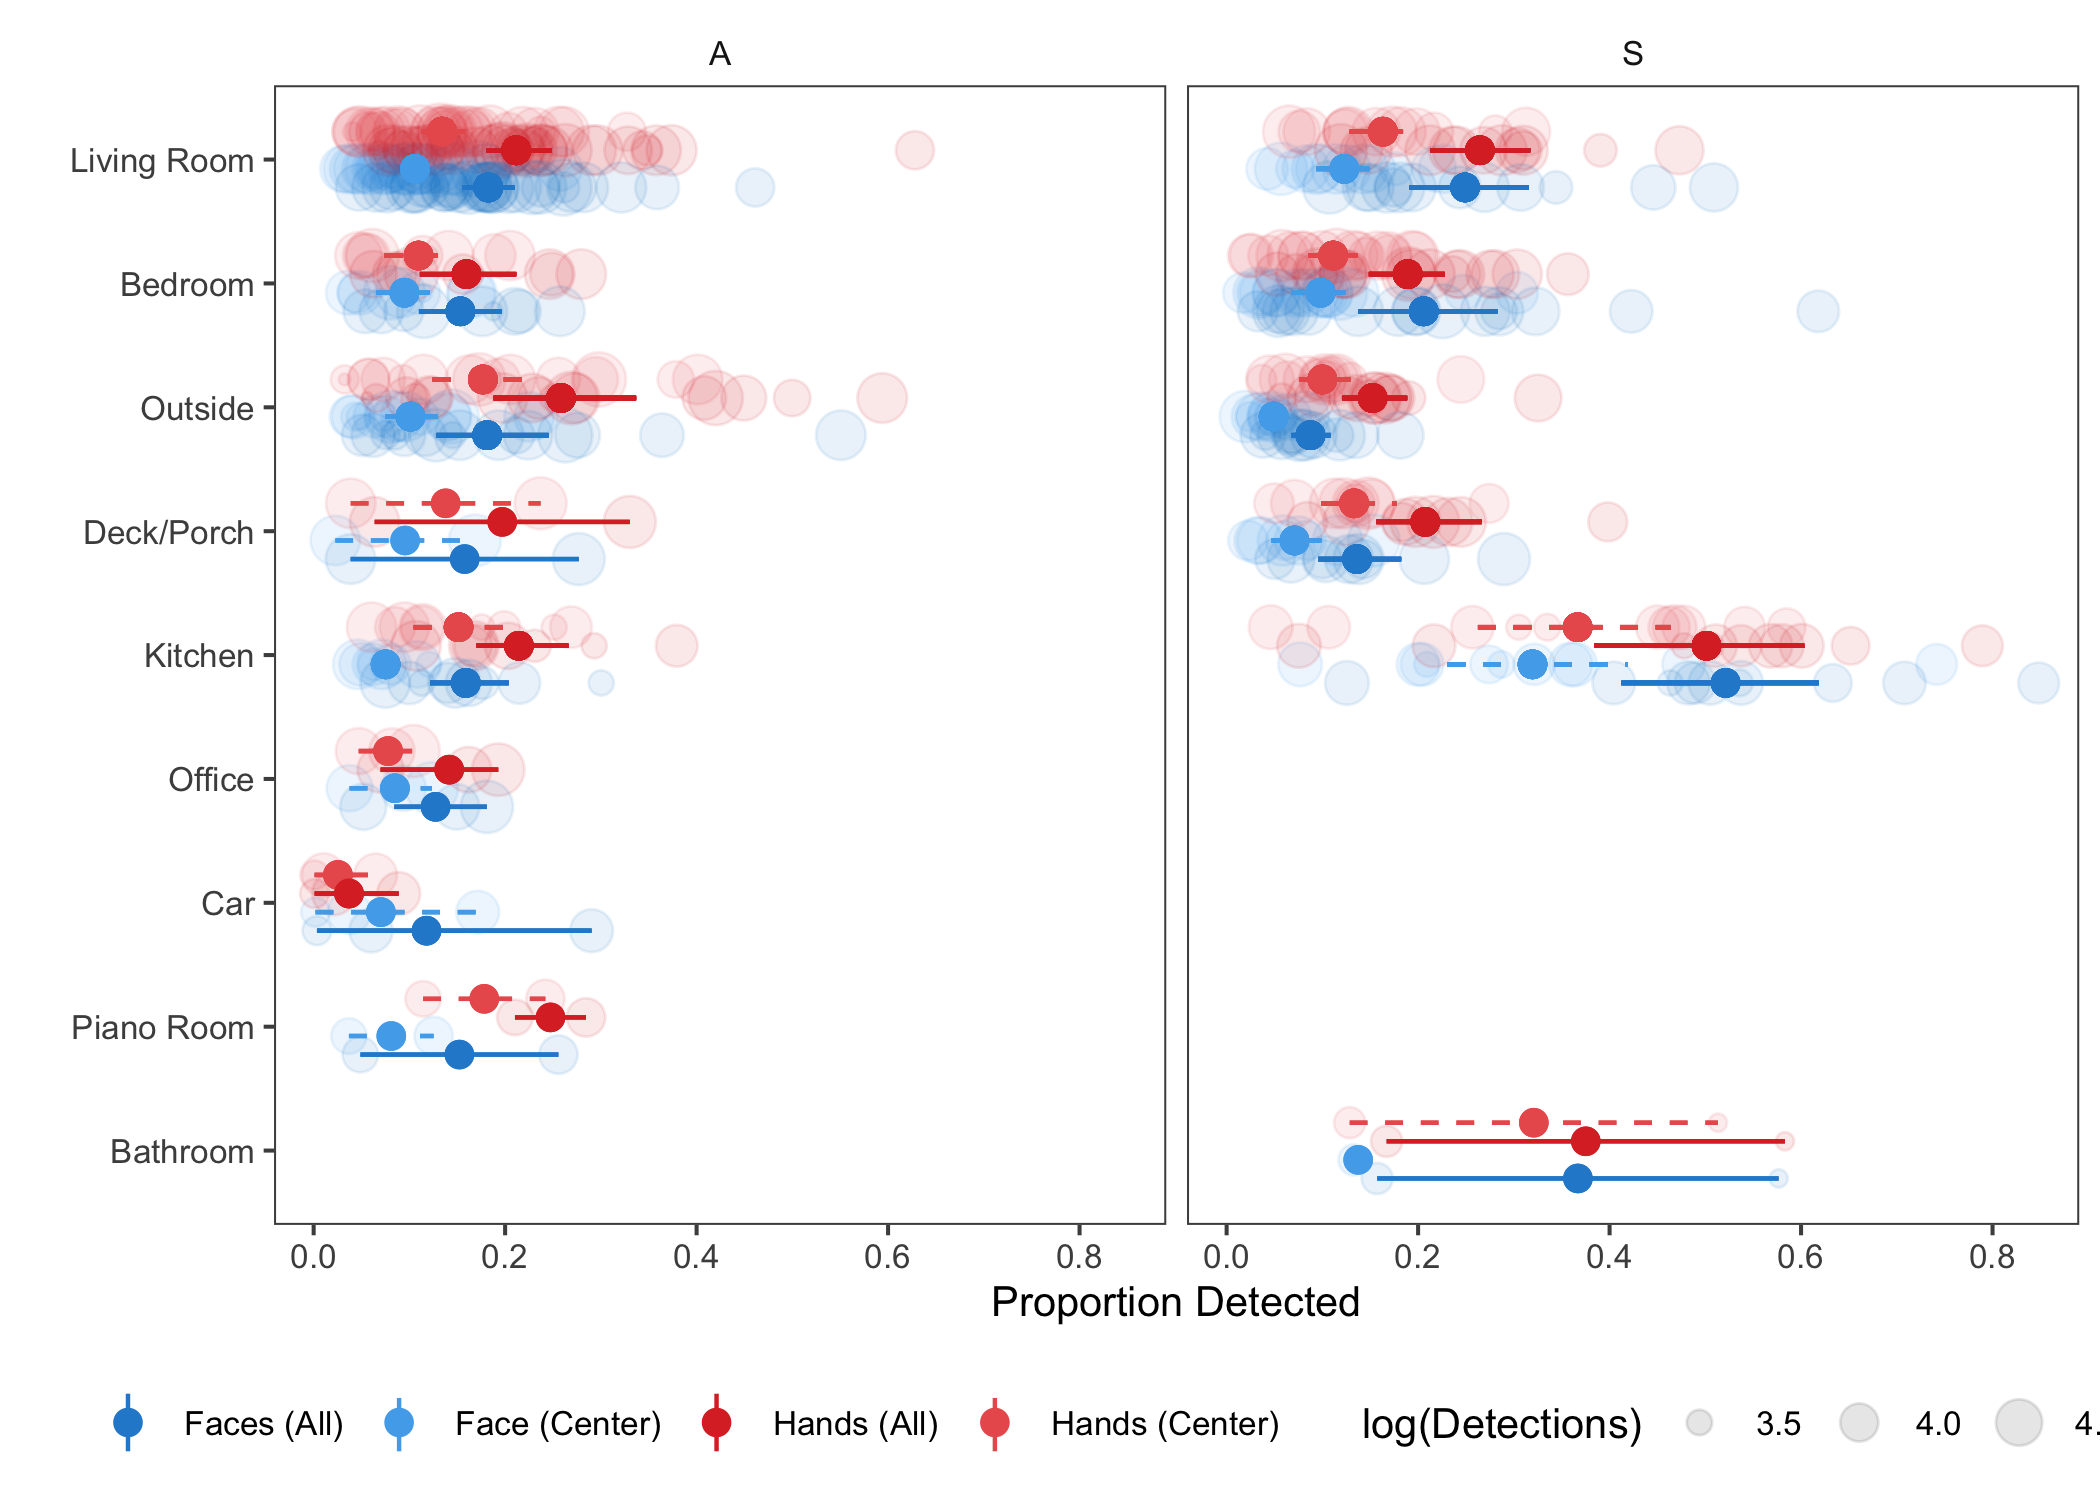 A
S
Living Room
Bedroom
Outside
Deck/Porch
Kitchen
Office
Car
Piano Room
Bathroom
0.0 0.2 0.4 0.6 0.8 0.0 0.2 0.4 0.6 0.8
Proportion Detected
Faces (All) Face (Center) Hands (All) Hands (Center) log(Detections) 3.5 4.0 4.